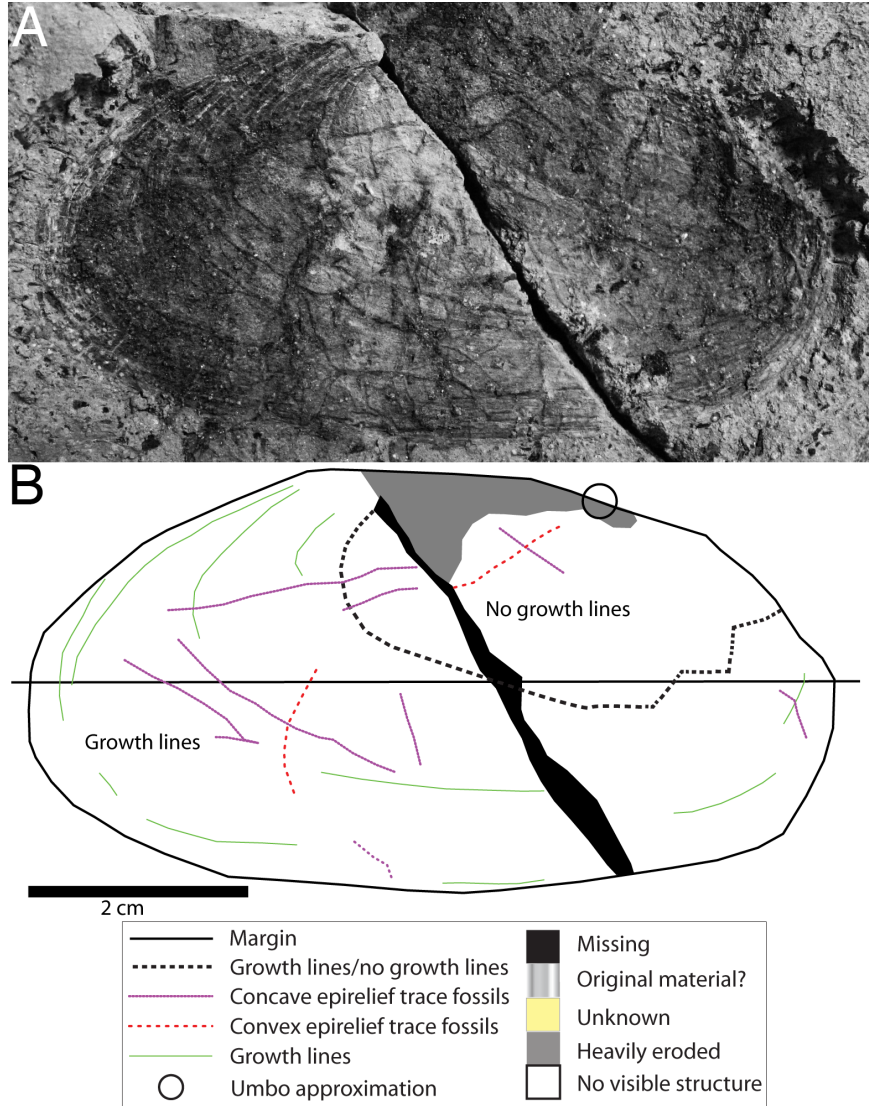 A
B
No growth lines
Growth lines
2 cm
Margin
Growth lines/no growth lines
Concave epirelief trace fossils
Convex epirelief trace fossils
Growth lines
Umbo approximation
Missing
Original material?
Unknown
Heavily eroded
No visible structure